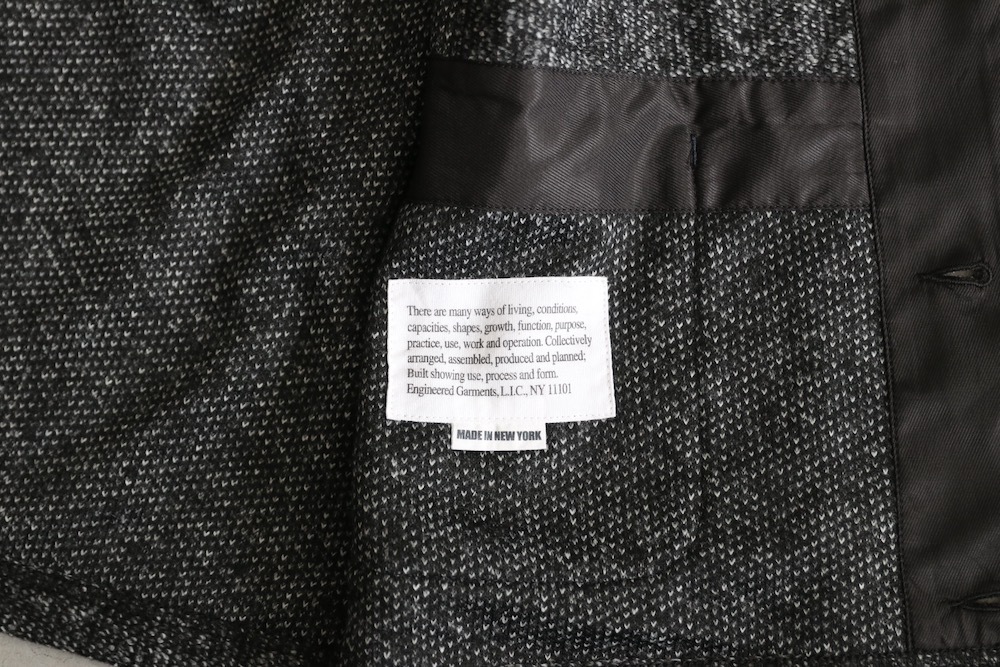 There are many ways of living, conditions,
capacities, shapes, growth, function, purpose,
practice, use, work and operation. Collectively
arranged, assembled, produced and planned;
Built showing use, process and form.
Engineered Garments, L.I.C., NY 11101
MADE IN NEW YORK